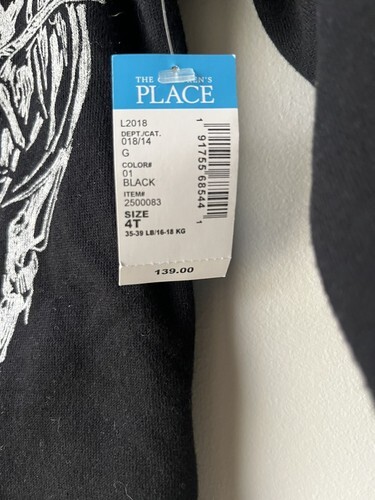 THE CHILDREN'S
PLACE
L2018
DEPT./CAT.
018/14
G
COLOR#
01
BLACK
ITEM#
2500083
SIZE
4T
35-39 LB/16-18 KG
1 91755 68544 1
139.00